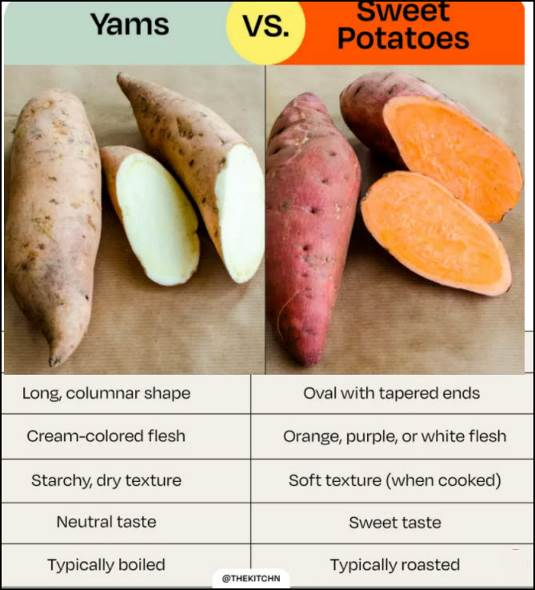 Yams
VS.
Sweet
Potatoes
Long, columnar shape
Oval with tapered ends
Cream-colored flesh
Orange, purple, or white flesh
Starchy, dry texture
Soft texture (when cooked)
Neutral taste
Sweet taste
Typically boiled
Typically roasted
@THEKITCHN